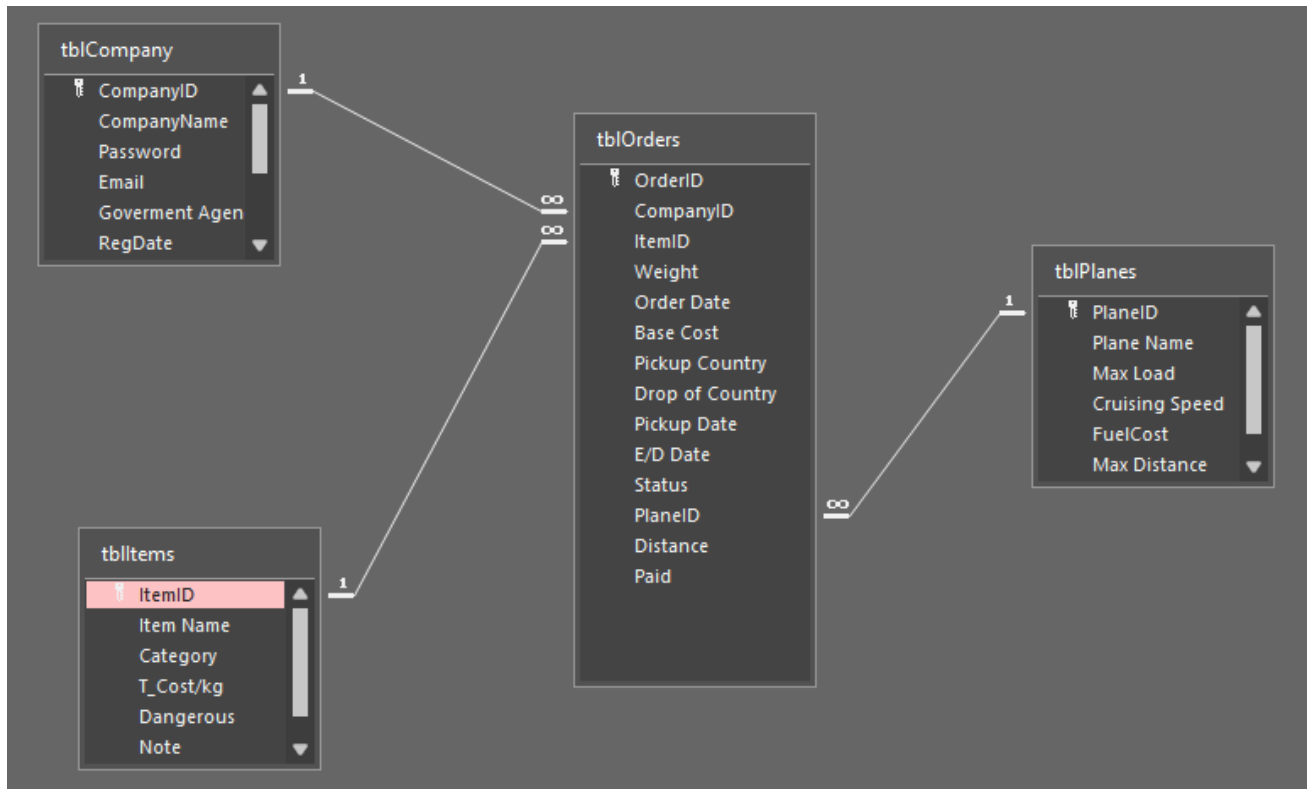 tblCompany
CompanyID
CompanyName
Password
Email
Goverment Agen
RegDate
1
∞
∞
tblOrders
OrderID
CompanyID
ItemID
Weight
Order Date
Base Cost
Pickup Country
Drop of Country
Pickup Date
E/D Date
Status
PlaneID
Distance
Paid
∞
1
tblPlanes
PlaneID
Plane Name
Max Load
Cruising Speed
FuelCost
Max Distance
tblItems
ItemID
Item Name
Category
T_Cost/kg
Dangerous
Note
1